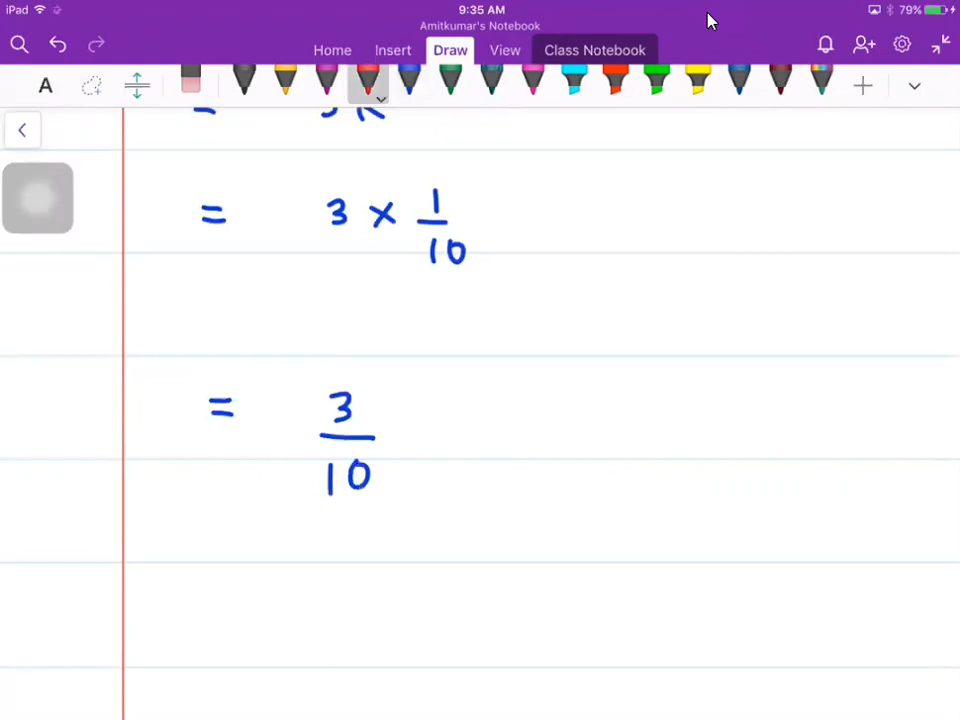 iPad 9:35 AM 79%
Amitkumar's Notebook
Home Insert Draw View Class Notebook
A
=
= 3 × 1/10
= 3/10